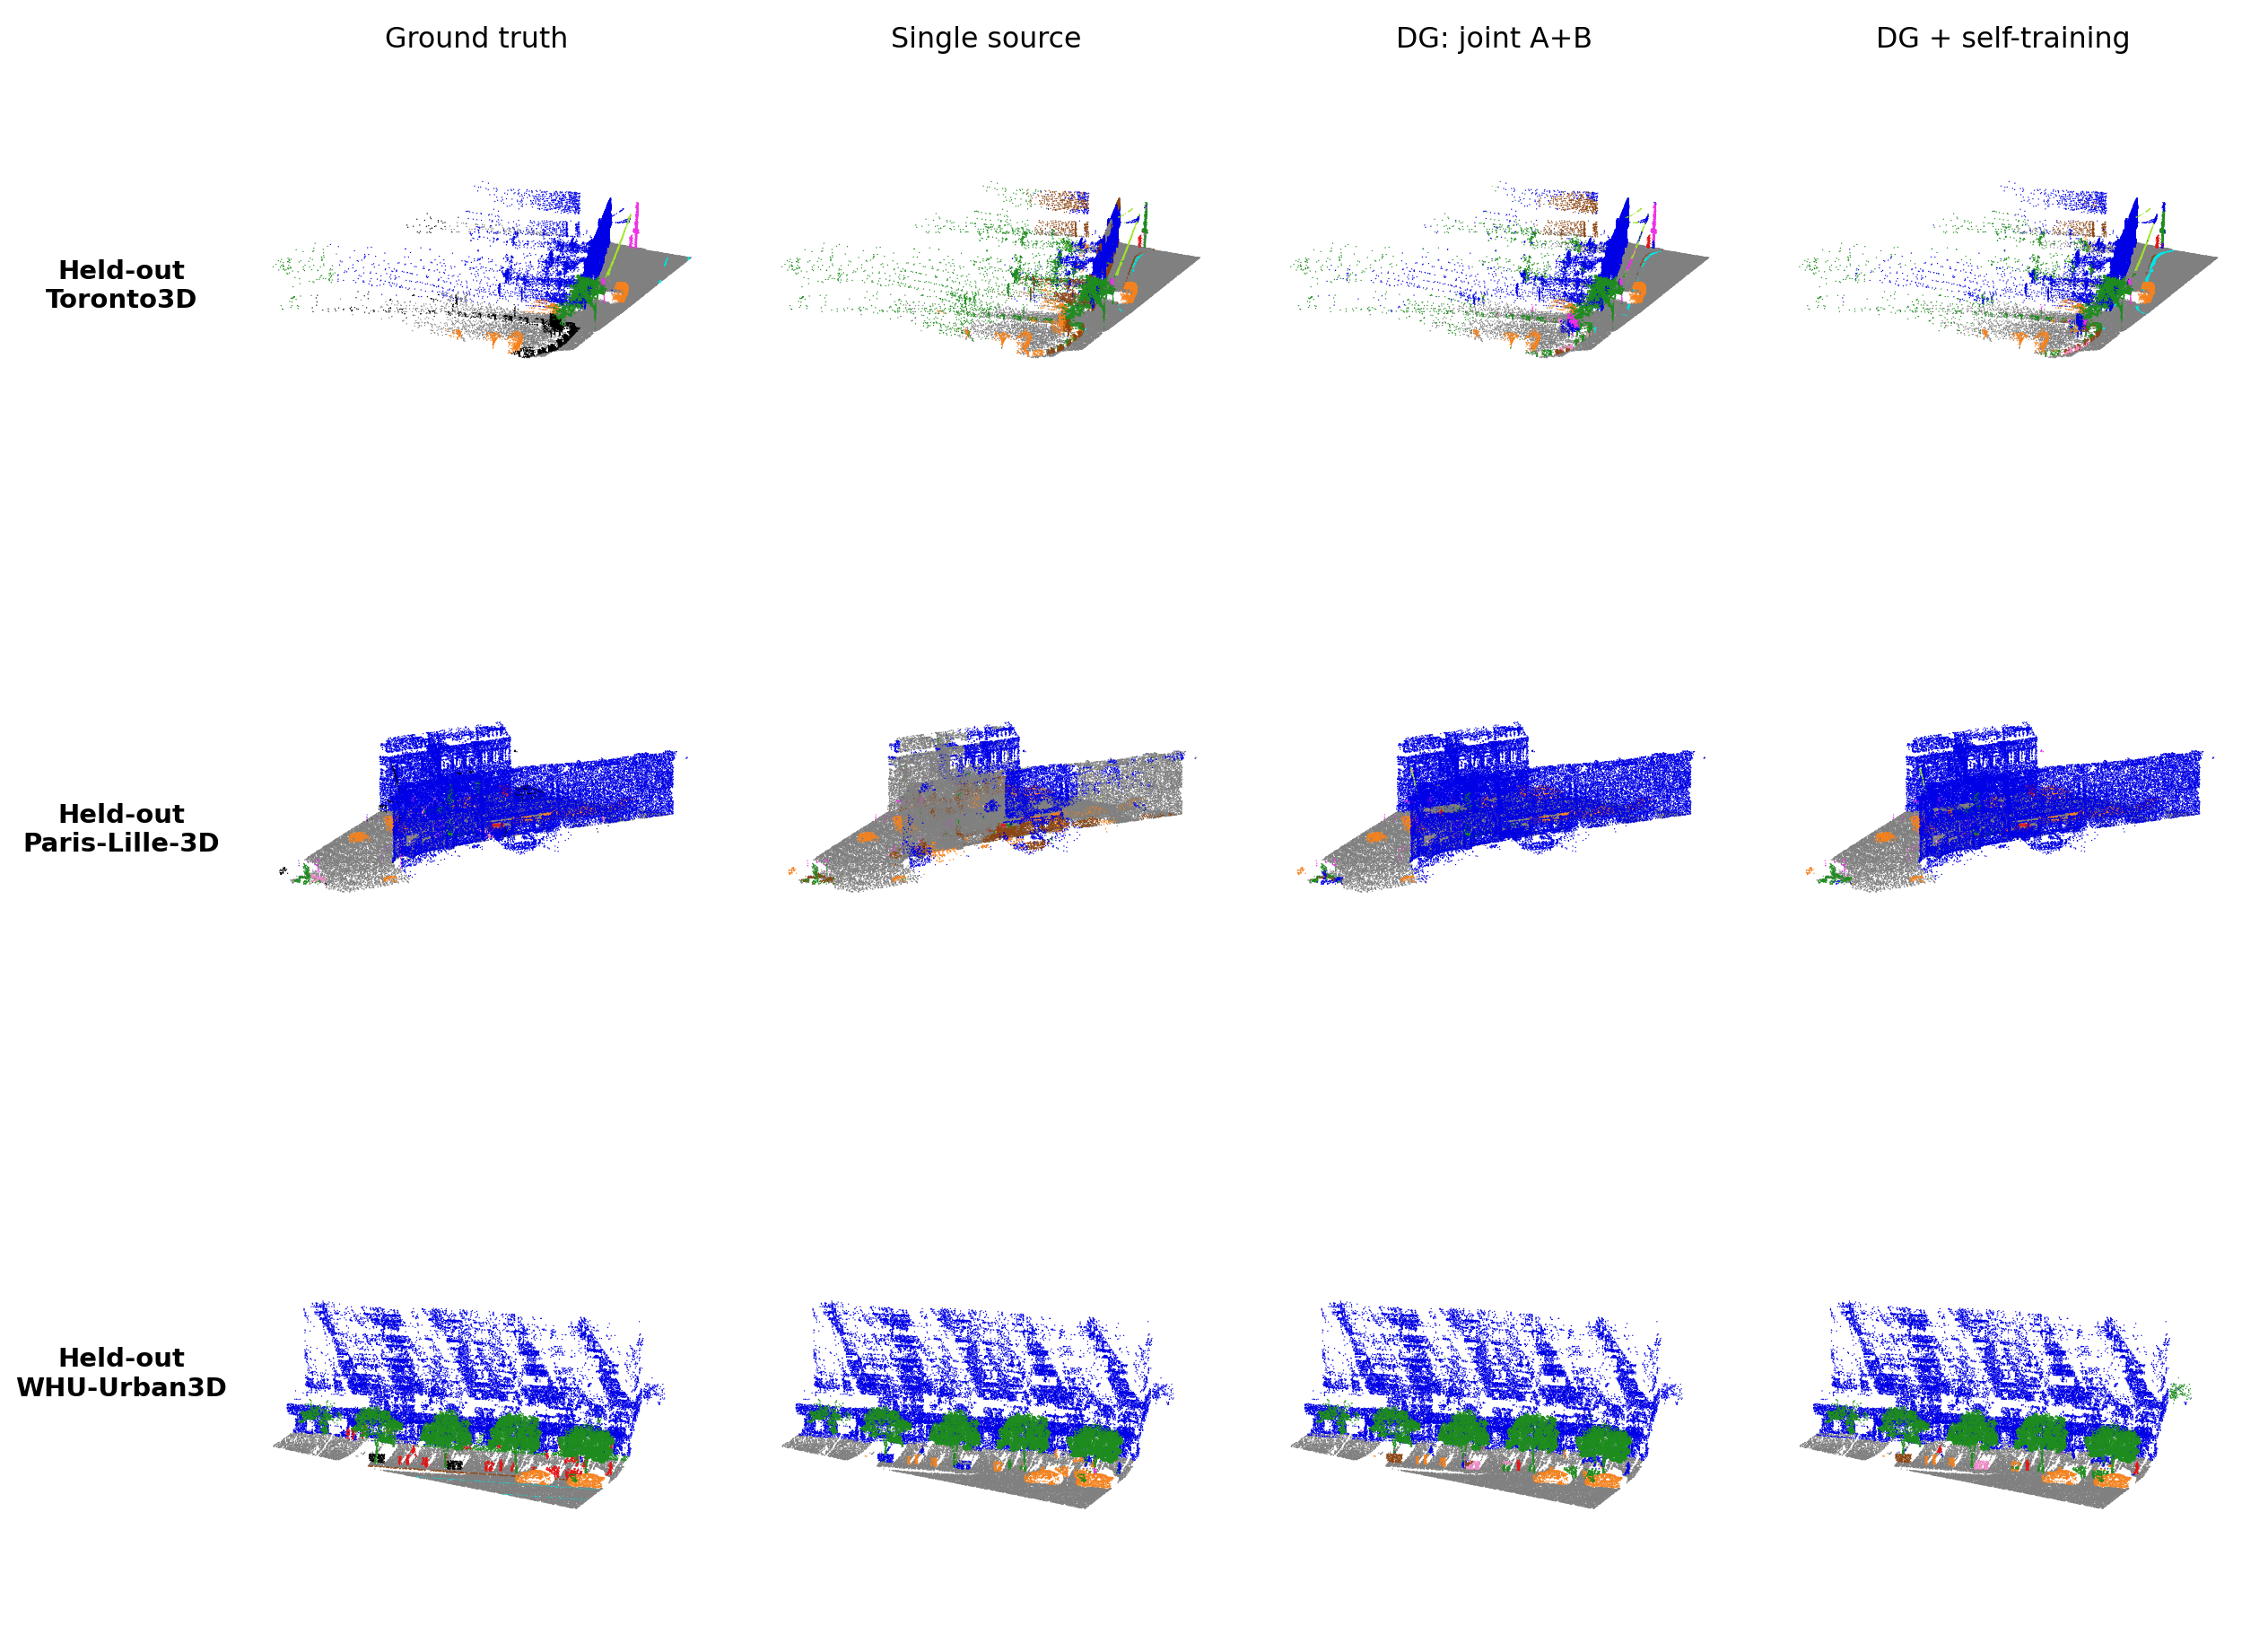 Ground truth
Single source
DG: joint A+B
DG + self-training
Held-out
Toronto3D
Held-out
Paris-Lille-3D
Held-out
WHU-Urban3D